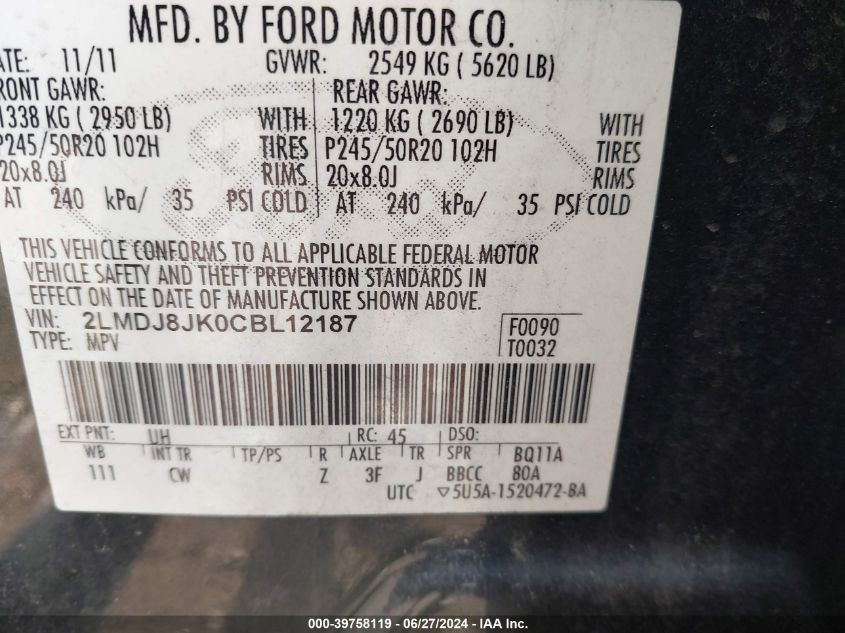 MFD. BY FORD MOTOR CO.
ATE: 11/11 GVWR: 2549 KG ( 5620 LB)
RONT GAWR: REAR GAWR:
1338 KG ( 2950 LB) WITH 1220 KG ( 2690 LB) WITH
P245/50R20 102H TIRES P245/50R20 102H TIRES
20x8.0J RIMS 20x8.0J RIMS
AT 240 kPa/ 35 PSI COLD AT 240 kPa/ 35 PSI COLD
THIS VEHICLE CONFORMS TO ALL APPLICABLE FEDERAL MOTOR
VEHICLE SAFETY AND THEFT PREVENTION STANDARDS IN
EFFECT ON THE DATE OF MANUFACTURE SHOWN ABOVE.
VIN: 2LMDJ8JK0CBL12187 F0090
TYPE: MPV T0032
EXT PNT: UH RC: 45 DSO:
WB INT TR TP/PS R AXLE TR SPR BQ11A
111 CW Z 3F J BBCC 80A
UTC ▽5U5A-1520472-BA
000-39758119 - 06/27/2024 - IAA Inc.